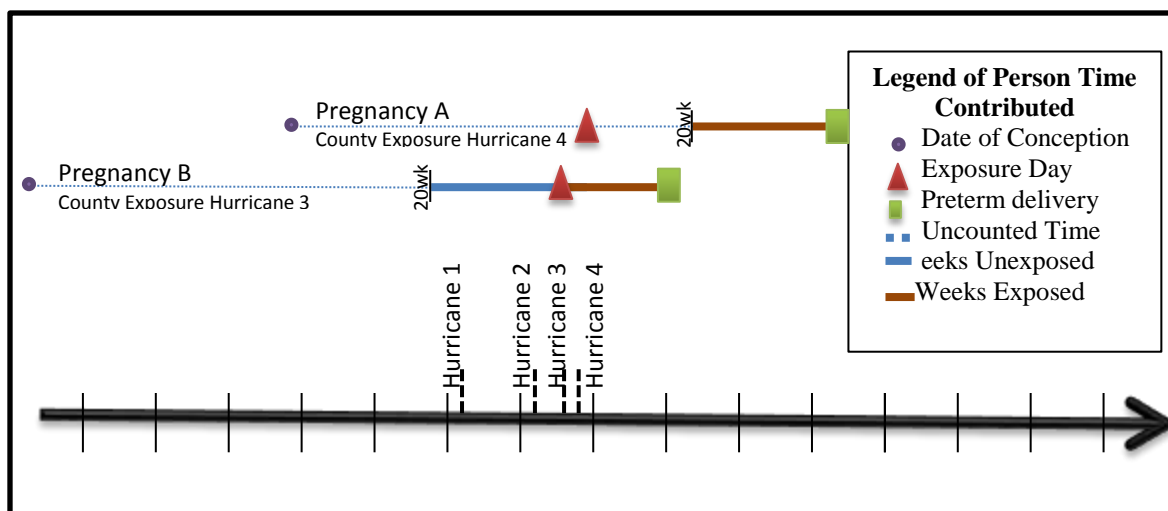 Pregnancy A
County Exposure Hurricane 4
20wk
Pregnancy B
County Exposure Hurricane 3
20wk
Hurricane 1
Hurricane 2
Hurricane 3
Hurricane 4
Legend of Person Time
Contributed
Date of Conception
Exposure Day
Preterm delivery
Uncounted Time
eeks Unexposed
Weeks Exposed